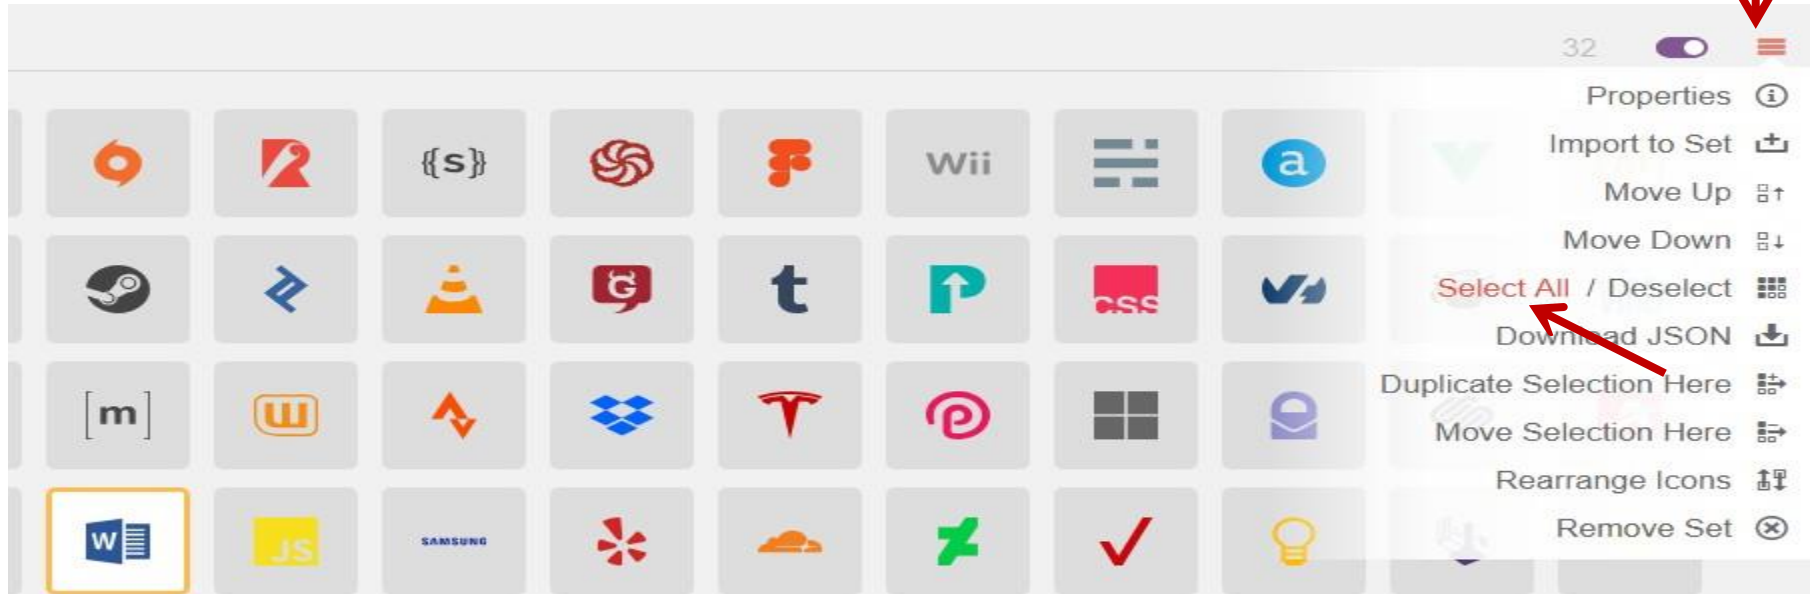 32
Properties
Import to Set
{{s}} Wii a
Move Up
Move Down
G t P css
Select All / Deselect
Download JSON
Duplicate Selection Here
[m]
Move Selection Here
Rearrange Icons
W JS SAMSUNG
Remove Set